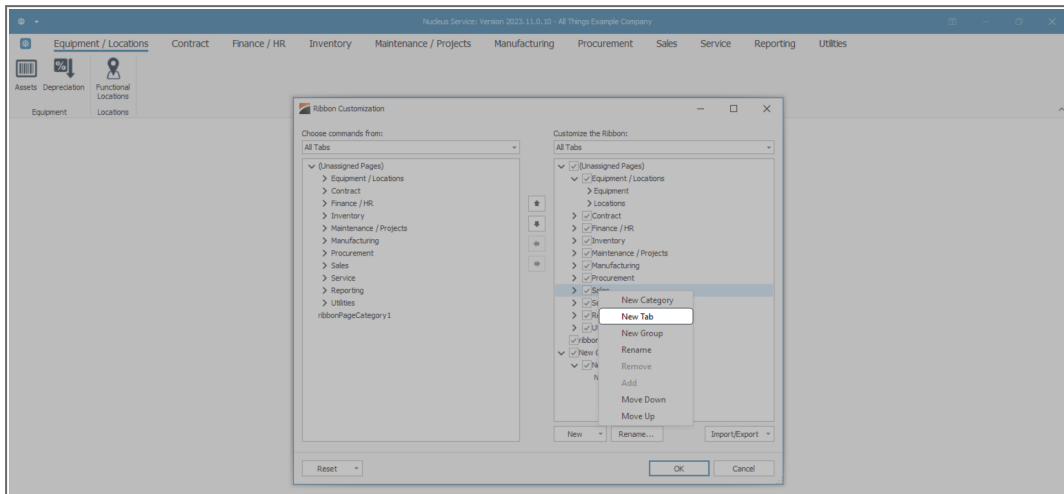 Nucleus Service: Version 2023.11.0.10 - All Things Example Company
Equipment / Locations Contract Finance / HR Inventory Maintenance / Projects Manufacturing Procurement Sales Service Reporting Utilities
Assets Depreciation Functional Locations
Equipment Locations
Ribbon Customization
Choose commands from:
All Tabs
(Unassigned Pages)
Equipment / Locations
Contract
Finance / HR
Inventory
Maintenance / Projects
Manufacturing
Procurement
Sales
Service
Reporting
Utilities
ribbonPageCategory1
Customize the Ribbon:
All Tabs
(Unassigned Pages)
Equipment / Locations
Equipment
Locations
Contract
Finance / HR
Inventory
Maintenance / Projects
Manufacturing
Procurement
Sales
New Category
New Tab
New Group
Rename
Remove
Add
Move Down
Move Up
New Rename... Import/Export
Reset OK Cancel